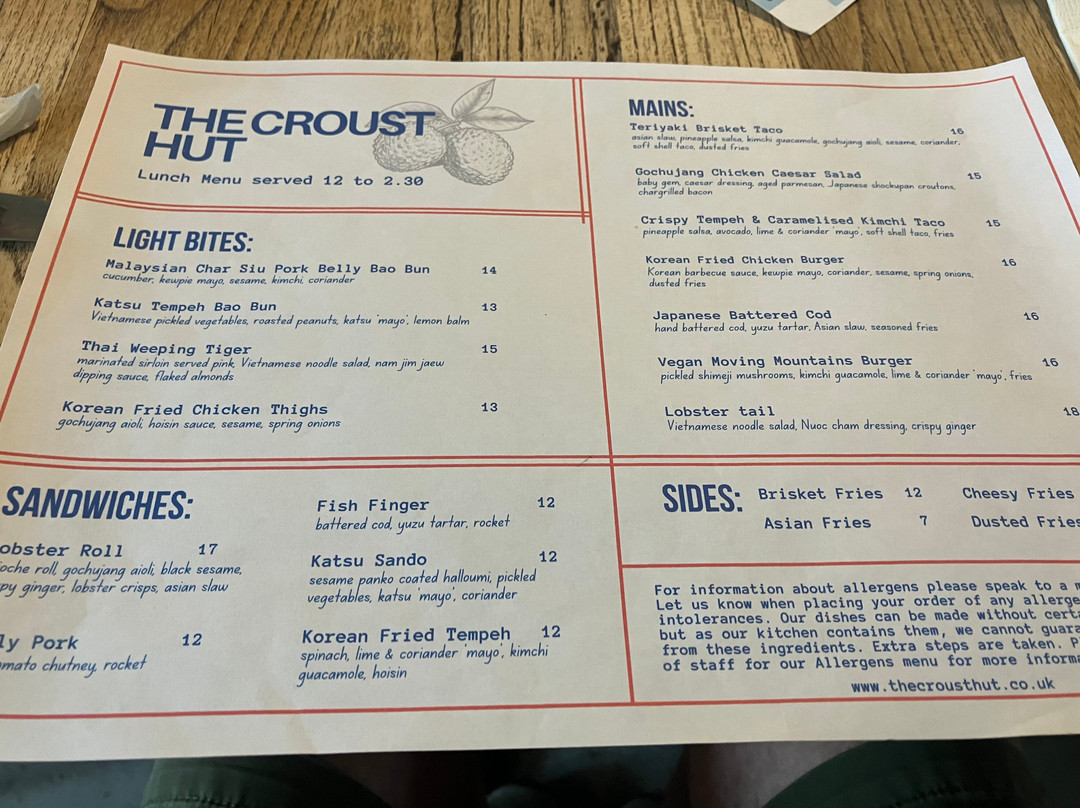 THE CROUST
HUT
Lunch Menu served 12 to 2.30
LIGHT BITES:
Malaysian Char Siu Pork Belly Bao Bun 14
cucumber, kewpie mayo, sesame, kimchi, coriander
Katsu Tempeh Bao Bun 13
Vietnamese pickled vegetables, roasted peanuts, katsu 'mayo', lemon balm
Thai Weeping Tiger 15
marinated sirloin served pink, Vietnamese noodle salad, nam jim jaew
dipping sauce, flaked almonds
Korean Fried Chicken Thighs 13
gochujang aioli, hoisin sauce, sesame, spring onions
MAINS:
Teriyaki Brisket Taco 16
asian slaw, pineapple salsa, kimchi guacamole, gochujang aioli, sesame, coriander,
soft shell taco, dusted fries
Gochujang Chicken Caesar Salad 15
baby gem, caesar dressing, aged parmesan, Japanese shockupan croutons,
chargrilled bacon
Crispy Tempeh & Caramelised Kimchi Taco 15
pineapple salsa, avocado, lime & coriander 'mayo', soft shell taco, fries
Korean Fried Chicken Burger 16
Korean barbecue sauce, kewpie mayo, coriander, sesame, spring onions,
dusted fries
Japanese Battered Cod 16
hand battered cod, yuzu tartar, Asian slaw, seasoned fries
Vegan Moving Mountains Burger 16
pickled shimeji mushrooms, kimchi guacamole, lime & coriander 'mayo', fries
Lobster tail 18
Vietnamese noodle salad, Nuoc cham dressing, crispy ginger
SANDWICHES:
obster Roll 17
oche roll, gochujang aioli, black sesame,
py ginger, lobster crisps, asian slaw
ly Pork 12
mato chutney, rocket
Fish Finger 12
battered cod, yuzu tartar, rocket
Katsu Sando 12
sesame panko coated halloumi, pickled
vegetables, katsu 'mayo', coriander
Korean Fried Tempeh 12
spinach, lime & coriander 'mayo', kimchi
guacamole, hoisin
SIDES:
Brisket Fries 12 Cheesy Fries
Asian Fries 7 Dusted Fries
For information about allergens please speak to a m
Let us know when placing your order of any allerge
intolerances. Our dishes can be made without certa
but as our kitchen contains them, we cannot guara
from these ingredients. Extra steps are taken. P
of staff for our Allergens menu for more informa
www.thecrousthut.co.uk